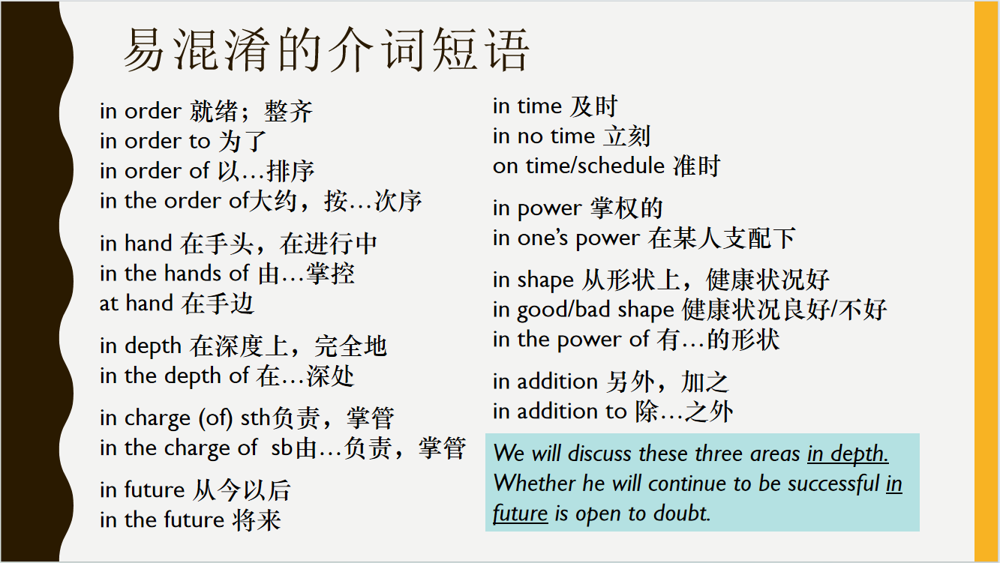 易混淆的介词短语
in order 就绪；整齐
in order to 为了
in order of 以…排序
in the order of大约，按…次序
in hand 在手头，在进行中
in the hands of 由…掌控
at hand 在手边
in depth 在深度上，完全地
in the depth of 在…深处
in charge (of) sth负责，掌管
in the charge of  sb由…负责，掌管
in future 从今以后
in the future 将来
in time 及时
in no time 立刻
on time/schedule 准时
in power 掌权的
in one’s power 在某人支配下
in shape 从形状上，健康状况好
in good/bad shape 健康状况良好/不好
in the power of 有…的形状
in addition 另外，加之
in addition to 除…之外
We will discuss these three areas in depth.
Whether he will continue to be successful in
future is open to doubt.